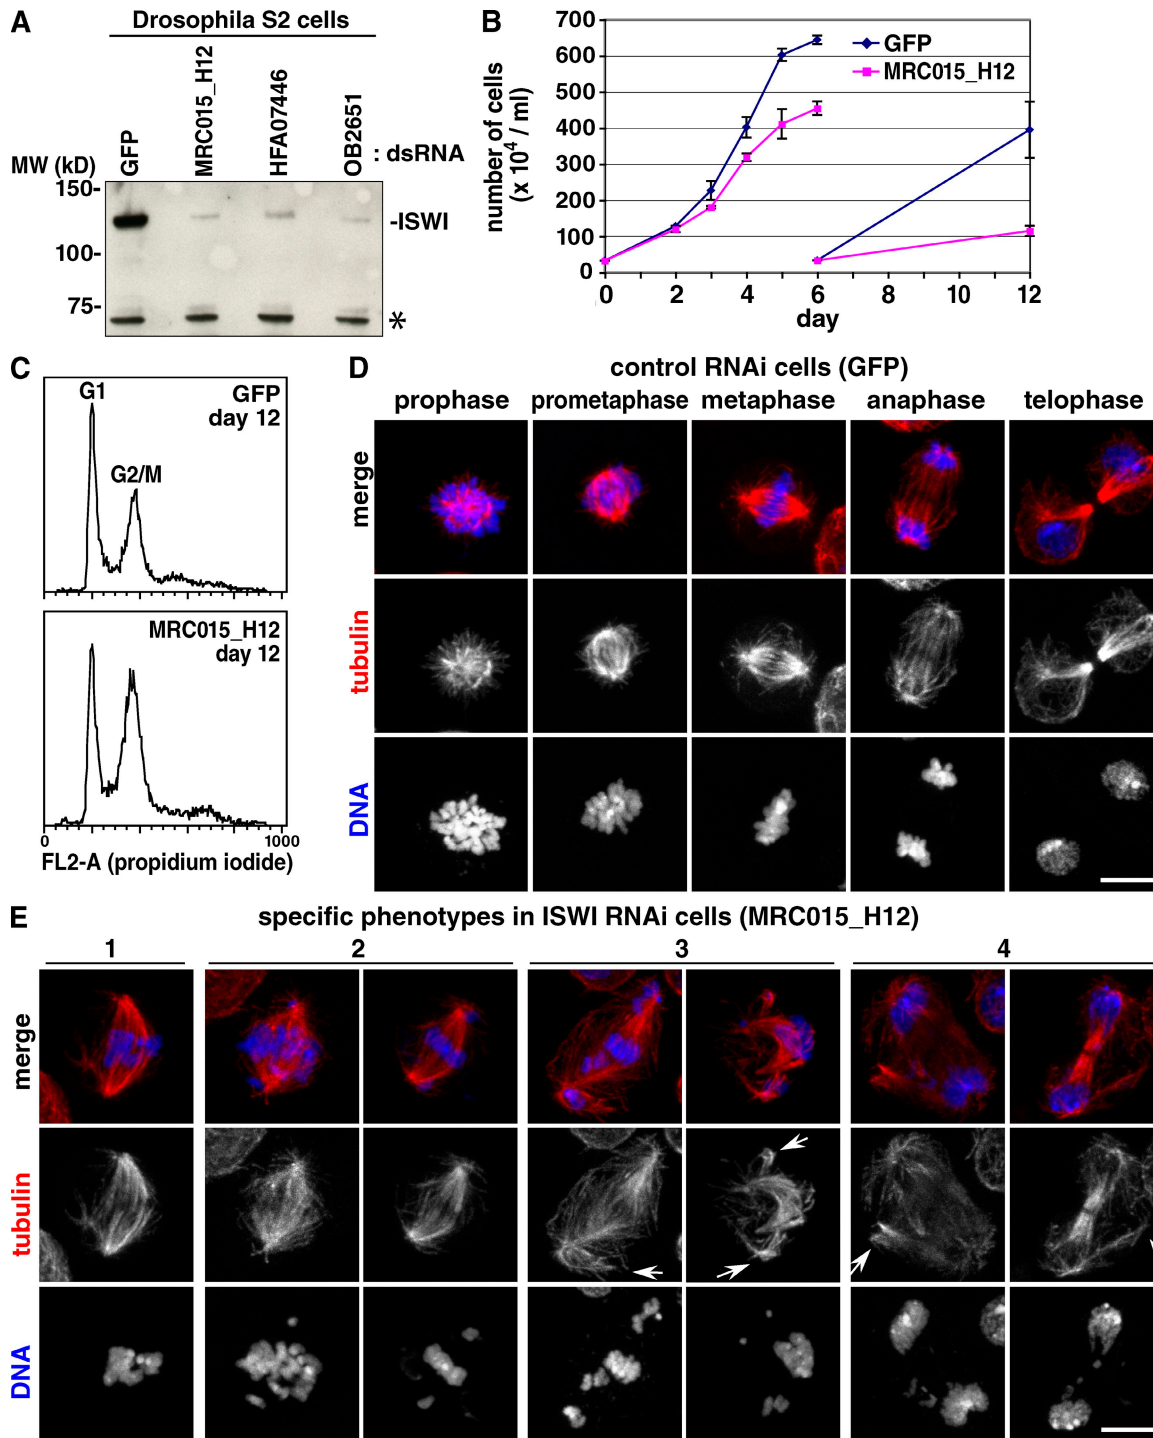 A
Drosophila S2 cells
GFP
MRC015_H12
HFA07446
OB2651
: dsRNA
MW (kD)
150-
100-
75-
-ISWI
*
B
700
600
500
400
300
200
100
0
number of cells
(x 10⁴ / ml)
GFP
MRC015_H12
0 2 4 6 8 10 12
day
C
G1
G2/M
GFP
day 12
MRC015_H12
day 12
0 1000
FL2-A (propidium iodide)
D
control RNAi cells (GFP)
prophase prometaphase metaphase anaphase telophase
merge
tubulin
DNA
E
specific phenotypes in ISWI RNAi cells (MRC015_H12)
1 2 3 4
merge
tubulin
DNA